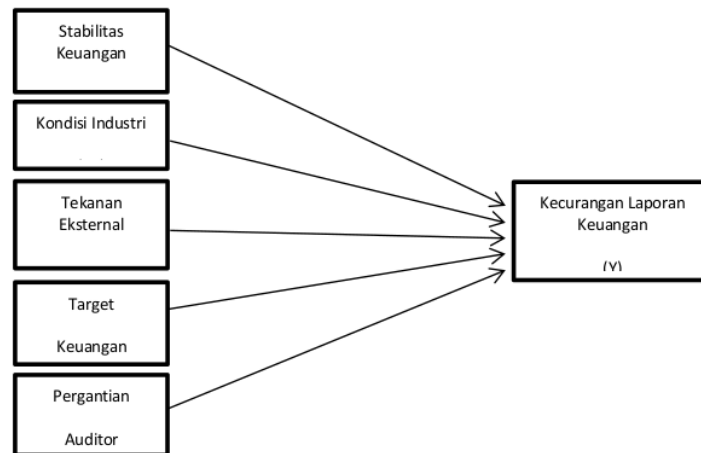 Stabilitas
Keuangan
Kondisi Industri
Tekanan
Eksternal
Target
Keuangan
Pergantian
Auditor
Kecurangan Laporan
Keuangan
(Y)